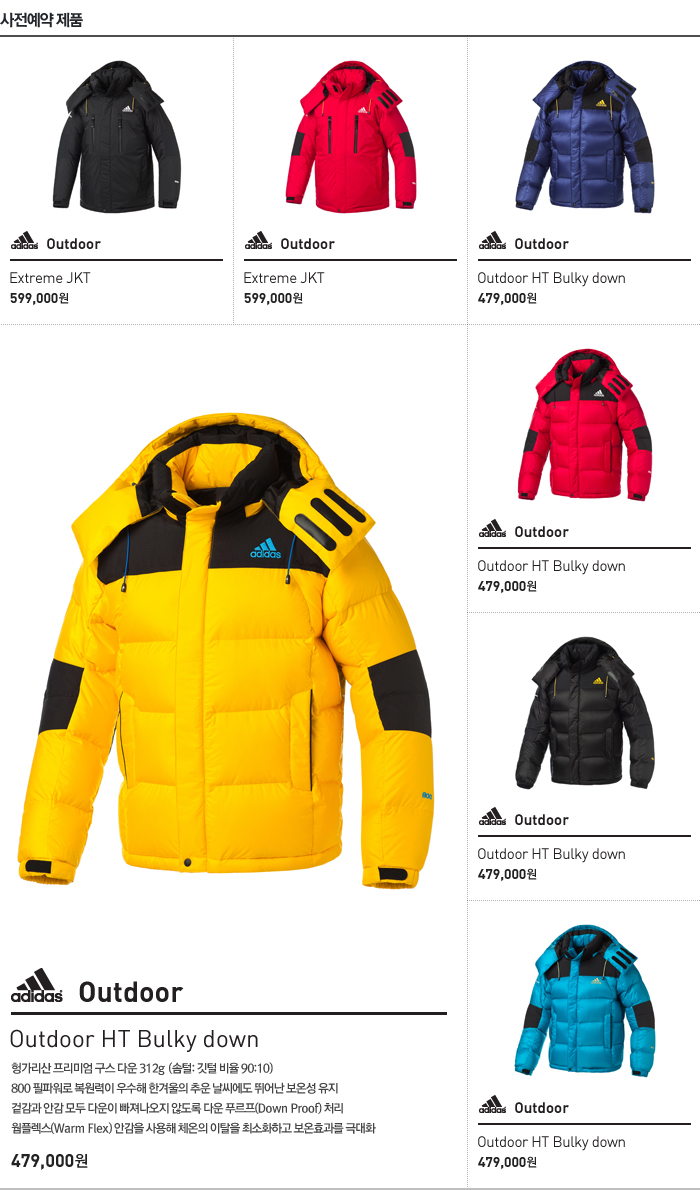 사전예약 제품
adidas Outdoor
Extreme JKT
599,000원
adidas Outdoor
Extreme JKT
599,000원
adidas Outdoor
Outdoor HT Bulky down
479,000원
adidas Outdoor
Outdoor HT Bulky down
479,000원
adidas Outdoor
Outdoor HT Bulky down
479,000원
adidas Outdoor
Outdoor HT Bulky down
479,000원
adidas
800
adidas Outdoor
Outdoor HT Bulky down
헝가리산 프리미엄 구스 다운 312g (솜털: 깃털 비율 90:10)
800 필파워로 복원력이 우수해 한겨울의 추운 날씨에도 뛰어난 보온성 유지
겉감과 안감 모두 다운이 빠져나오지 않도록 다운 푸르프(Down Proof) 처리
웜플렉스(Warm Flex) 안감을 사용해 체온의 이탈을 최소화하고 보온효과를 극대화
479,000원